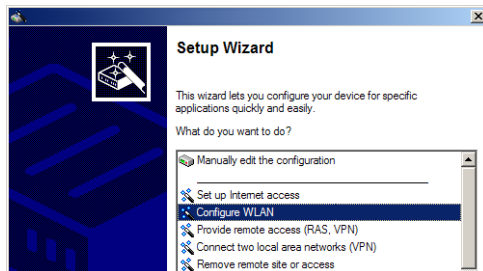 Setup Wizard
This wizard lets you configure your device for specific
applications quickly and easily.
What do you want to do?
Manually edit the configuration
Set up Internet access
Configure WLAN
Provide remote access (RAS, VPN)
Connect two local area networks (VPN)
Remove remote site or access